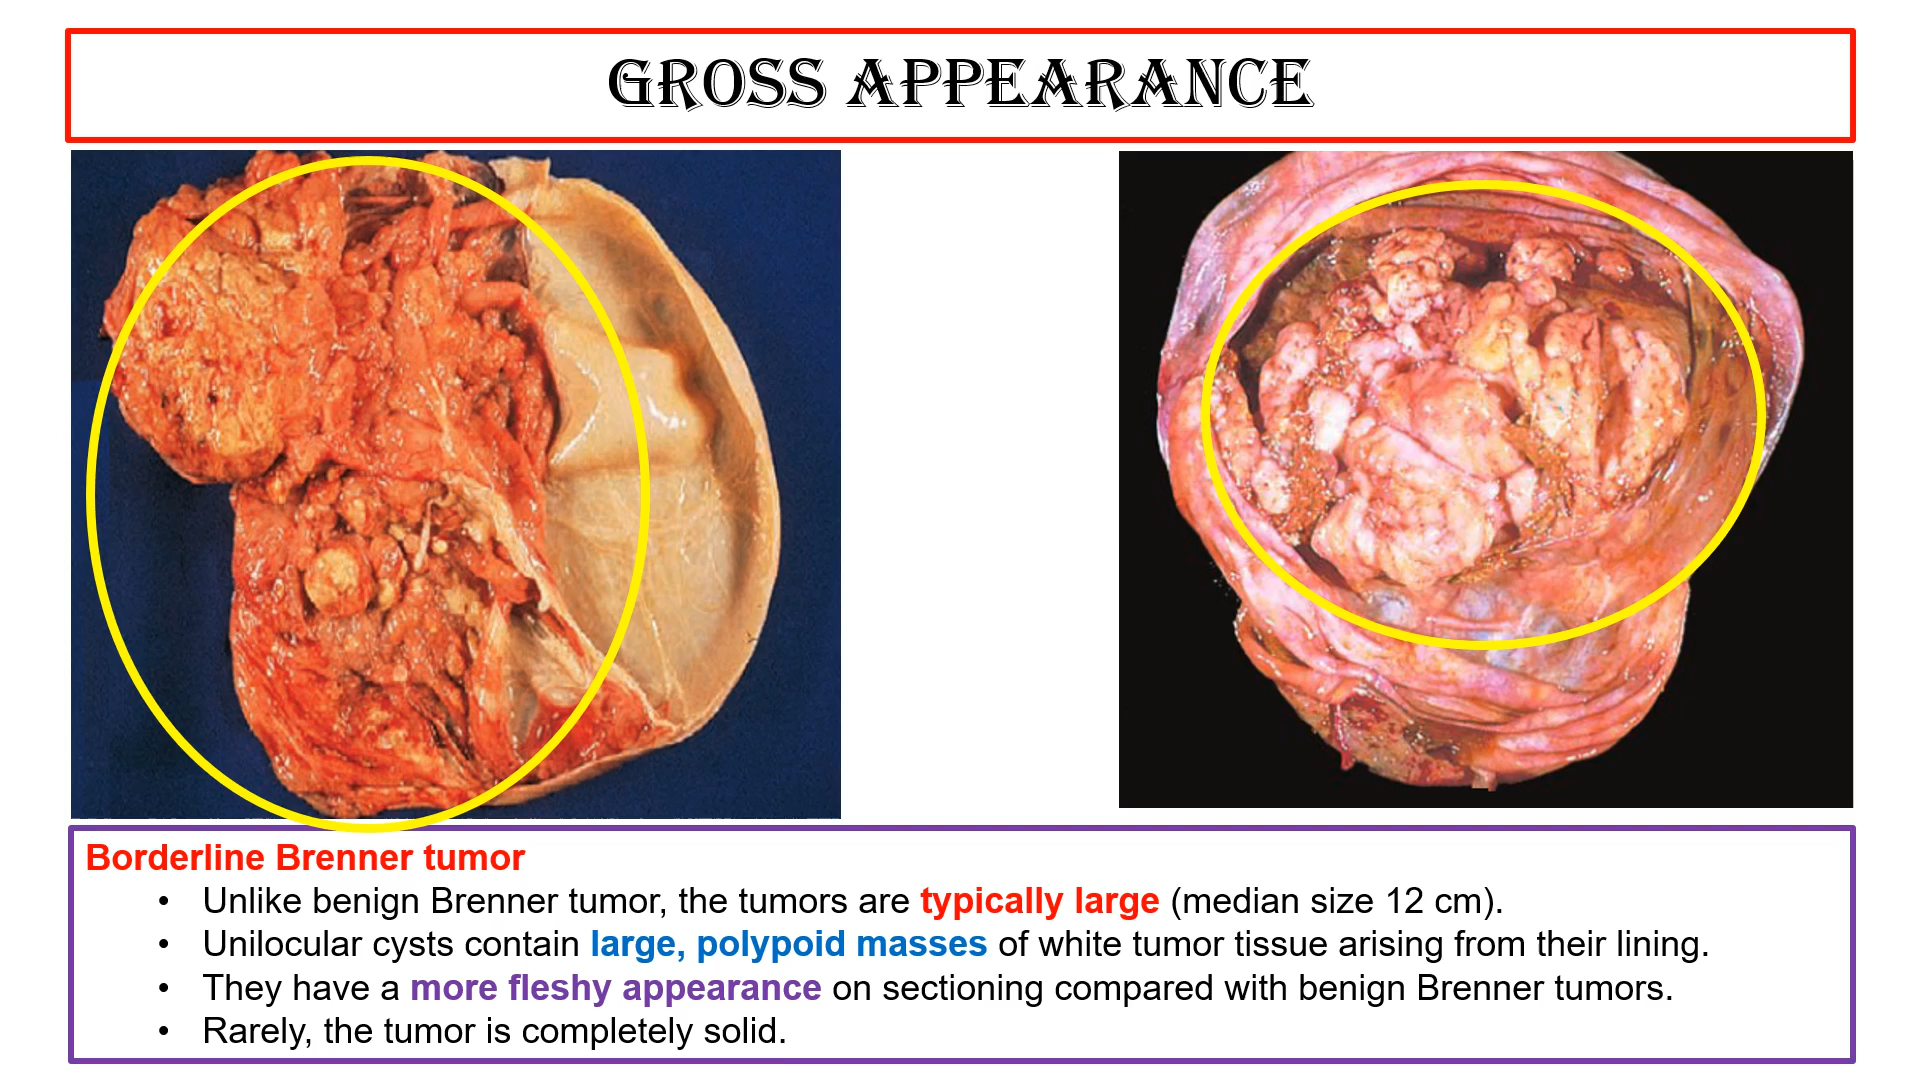 GROSS APPEARANCE
Borderline Brenner tumor
• Unlike benign Brenner tumor, the tumors are typically large (median size 12 cm).
• Unilocular cysts contain large, polypoid masses of white tumor tissue arising from their lining.
• They have a more fleshy appearance on sectioning compared with benign Brenner tumors.
• Rarely, the tumor is completely solid.